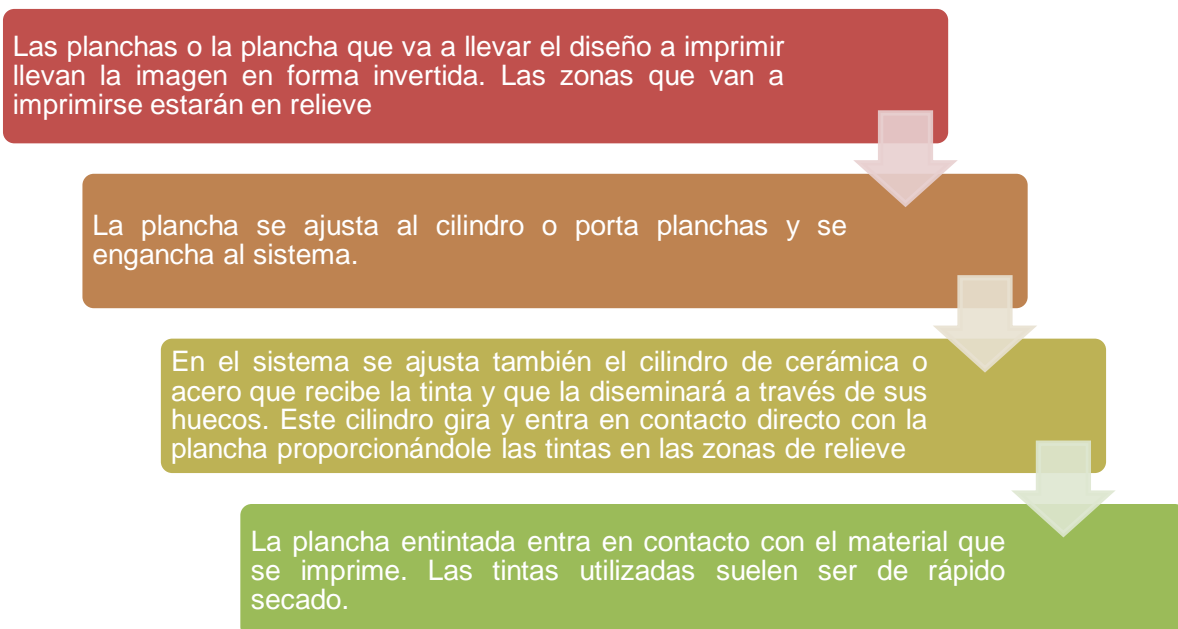 Las planchas o la plancha que va a llevar el diseño a imprimir
llevan la imagen en forma invertida. Las zonas que van a
imprimirse estarán en relieve
La plancha se ajusta al cilindro o porta planchas y se
engancha al sistema.
En el sistema se ajusta también el cilindro de cerámica o
acero que recibe la tinta y que la diseminará a través de sus
huecos. Este cilindro gira y entra en contacto directo con la
plancha proporcionándole las tintas en las zonas de relieve
La plancha entintada entra en contacto con el material que
se imprime. Las tintas utilizadas suelen ser de rápido
secado.